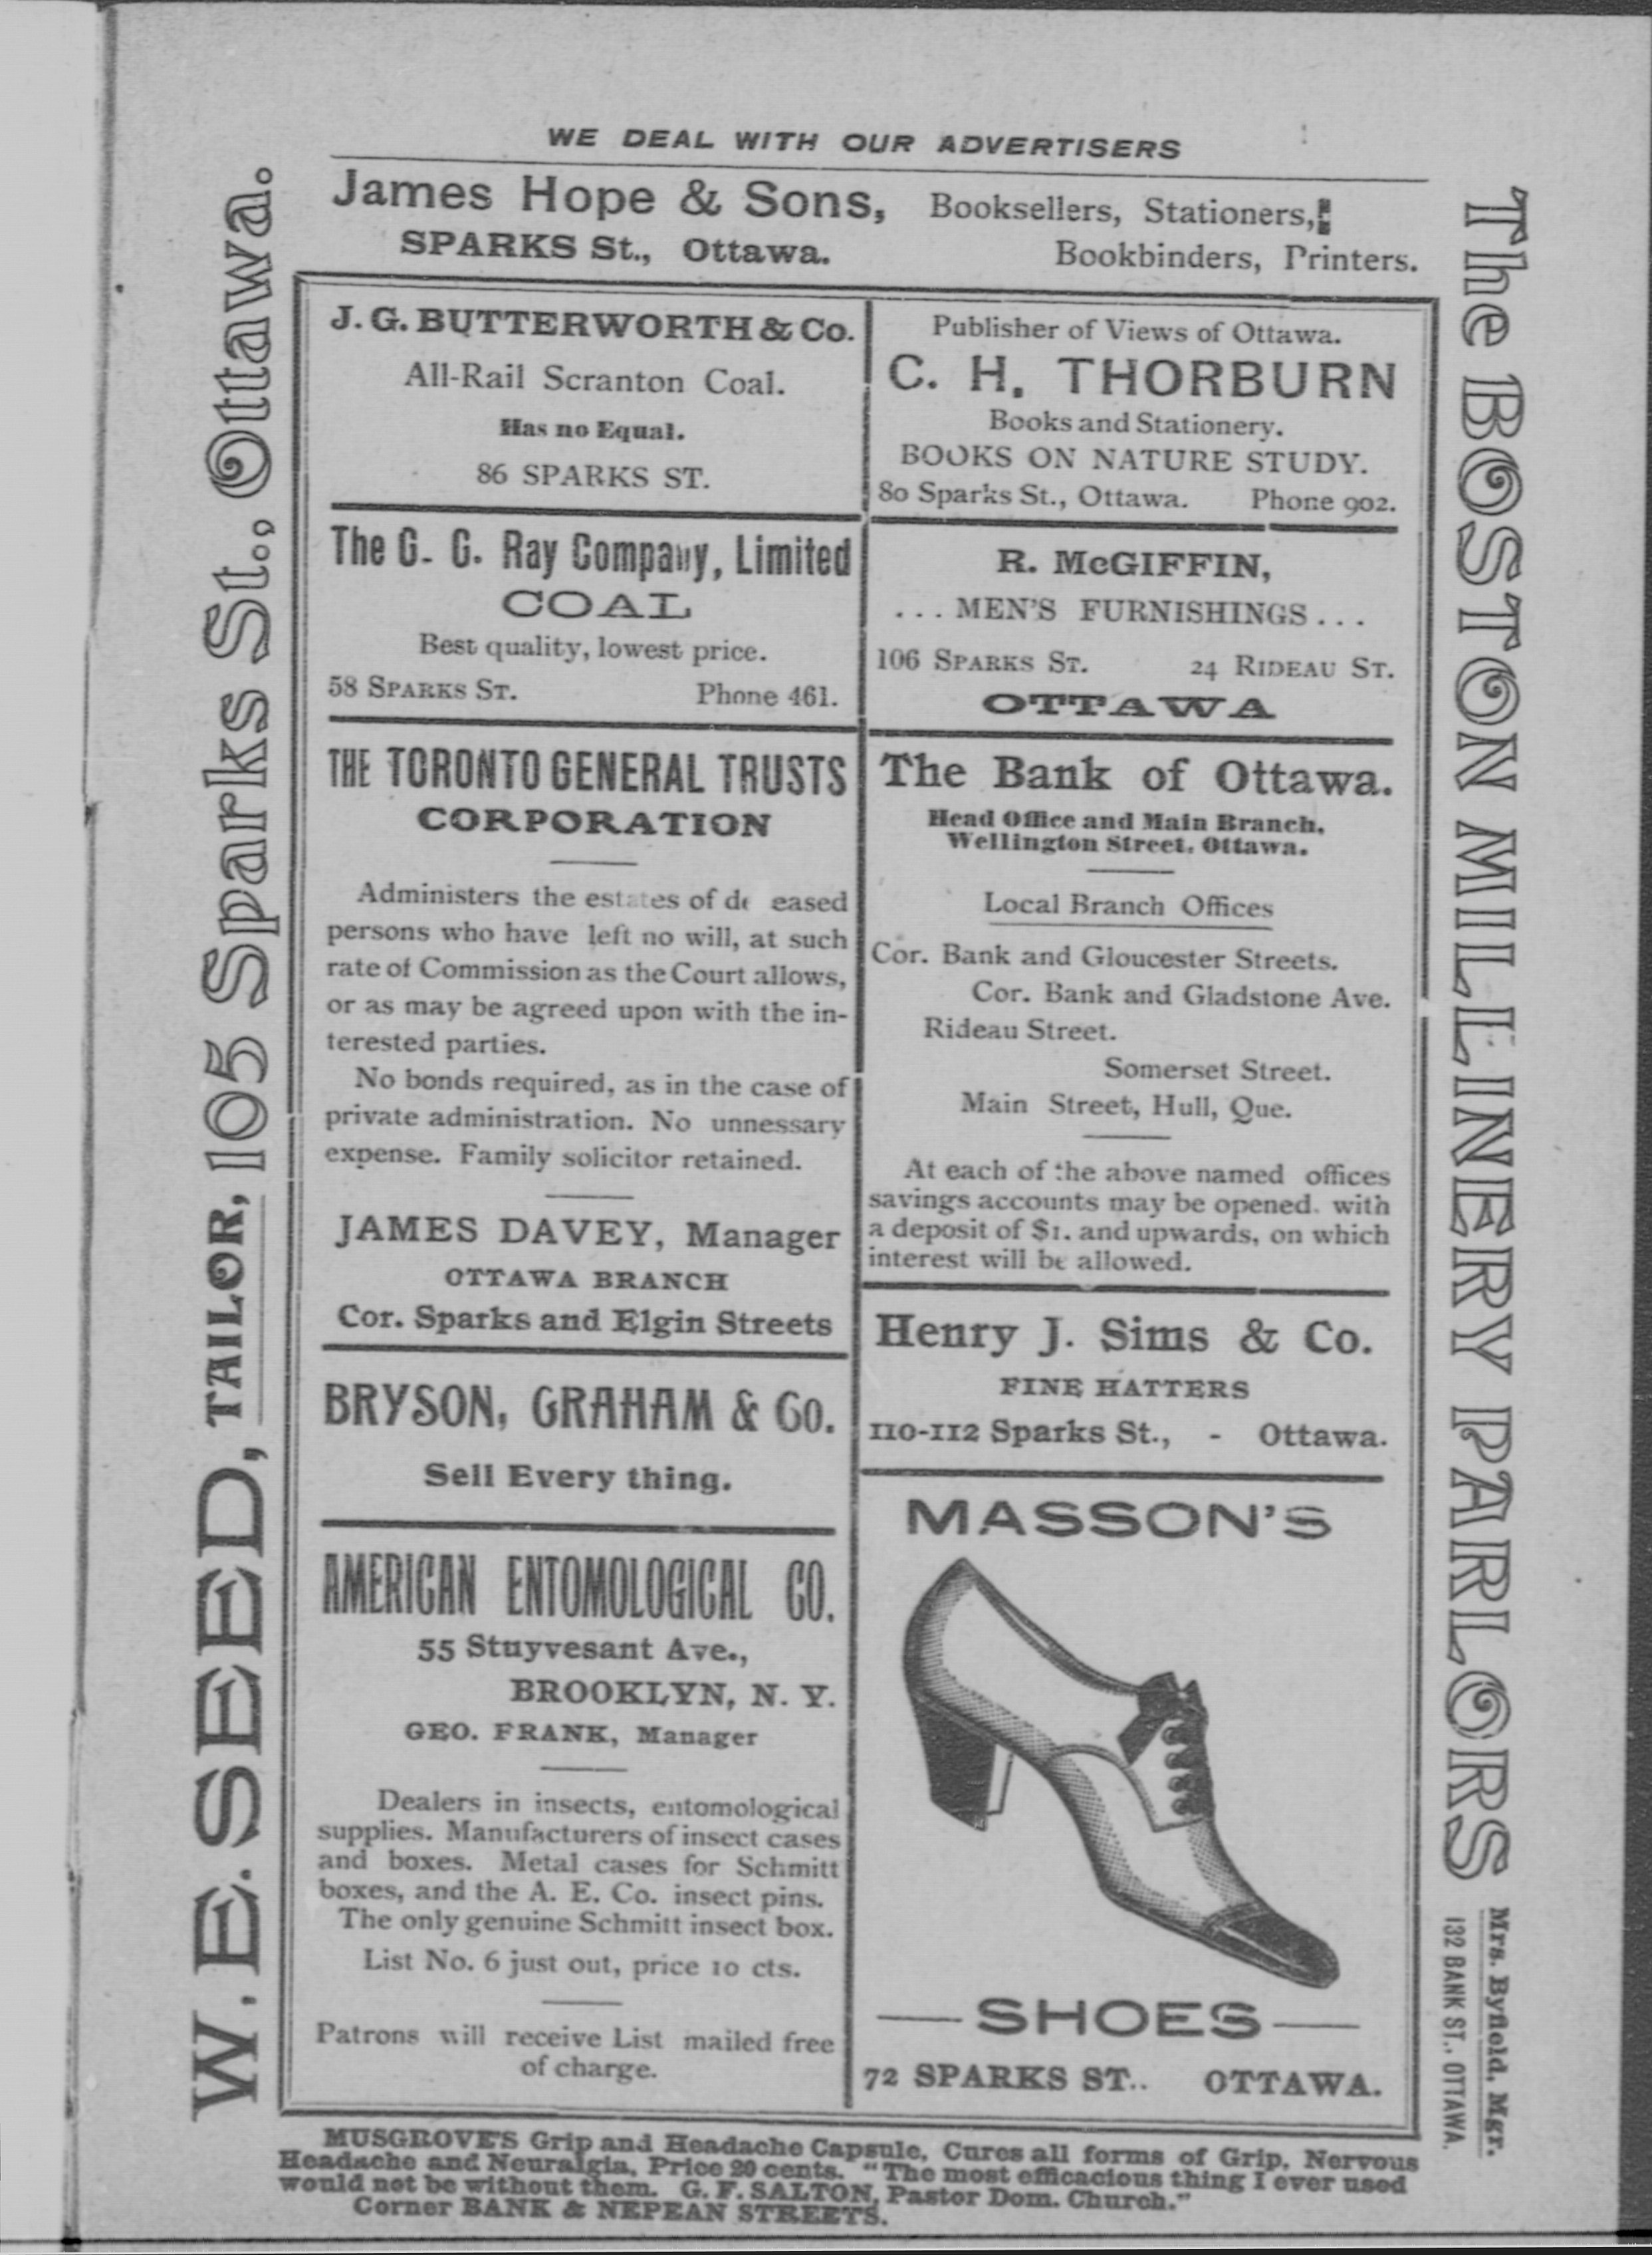 WE DEAL WITH OUR ADVERTISERS
James Hope & Sons, Booksellers, Stationers,
SPARKS St., Ottawa. Bookbinders, Printers.
W. E. SEED, TAILOR, 105 Sparks St., Ottawa.
J. G. BUTTERWORTH & Co.
All-Rail Scranton Coal.
Has no Equal.
86 SPARKS ST.
The G. G. Ray Company, Limited
COAL
Best quality, lowest price.
58 SPARKS ST. Phone 461.
THE TORONTO GENERAL TRUSTS
CORPORATION
Administers the estates of de eased
persons who have left no will, at such
rate of Commission as the Court allows,
or as may be agreed upon with the in-
terested parties.
No bonds required, as in the case of
private administration. No unnessary
expense. Family solicitor retained.
JAMES DAVEY, Manager
OTTAWA BRANCH
Cor. Sparks and Elgin Streets
BRYSON, GRAHAM & Co.
Sell Every thing.
AMERICAN ENTOMOLOGICAL CO.
55 Stuyvesant Ave.,
BROOKLYN, N. Y.
GEO. FRANK, Manager
Dealers in insects, entomological
supplies. Manufacturers of insect cases
and boxes. Metal cases for Schmitt
boxes, and the A. E. Co. insect pins.
The only genuine Schmitt insect box.
List No. 6 just out, price 10 cts.
Patrons will receive List mailed free
of charge.
Publisher of Views of Ottawa.
C. H. THORBURN
Books and Stationery.
BOOKS ON NATURE STUDY.
80 Sparks St., Ottawa. Phone 902.
R. McGIFFIN,
... MEN'S FURNISHINGS...
106 SPARKS ST. 24 RIDEAU ST.
OTTAWA
The Bank of Ottawa.
Head Office and Main Branch,
Wellington Street, Ottawa.
Local Branch Offices
Cor. Bank and Gloucester Streets.
Cor. Bank and Gladstone Ave.
Rideau Street.
Somerset Street.
Main Street, Hull, Que.
At each of the above named offices
savings accounts may be opened. with
a deposit of $1. and upwards, on which
interest will be allowed.
Henry J. Sims & Co.
FINE HATTERS
110-112 Sparks St., - Ottawa.
MASSON'S
SHOES
72 SPARKS ST.. OTTAWA.
The BOSTON MILLINERY PARLORS
Mrs. Byfield, Mgr.
132 BANK ST., OTTAWA.
MUSGROVE'S Grip and Headache Capsule, Cures all forms of Grip, Nervous
Headache and Neuralgia, Price 20 cents. "The most efficacious thing I ever used
would not be without them. G. F. SALTON, Pastor Dom. Church."
Corner BANK & NEPEAN STREETS.